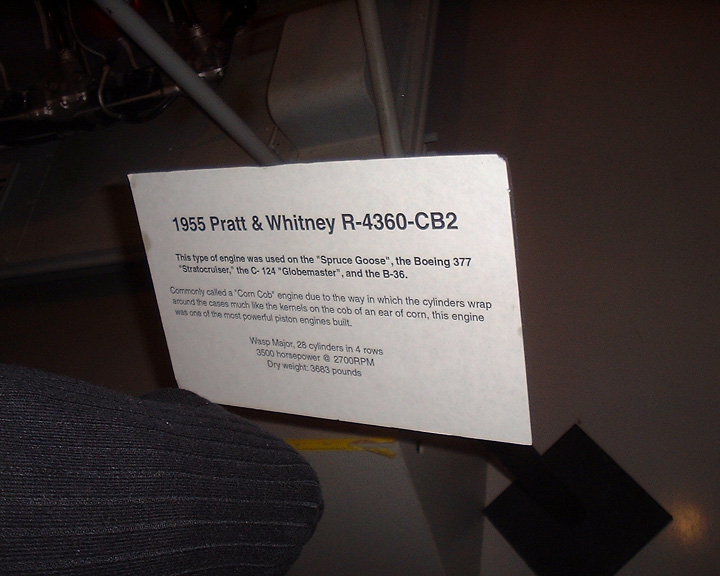 1955 Pratt & Whitney R-4360-CB2
This type of engine was used on the "Spruce Goose", the Boeing 377
"Stratocruiser," the C- 124 "Globemaster", and the B-36.
Commonly called a "Corn Cob" engine due to the way in which the cylinders wrap
around the cases much like the kernels on the cob of an ear of corn, this engine
was one of the most powerful piston engines built.
Wasp Major, 28 cylinders in 4 rows
3500 horsepower @ 2700RPM
Dry weight: 3683 pounds